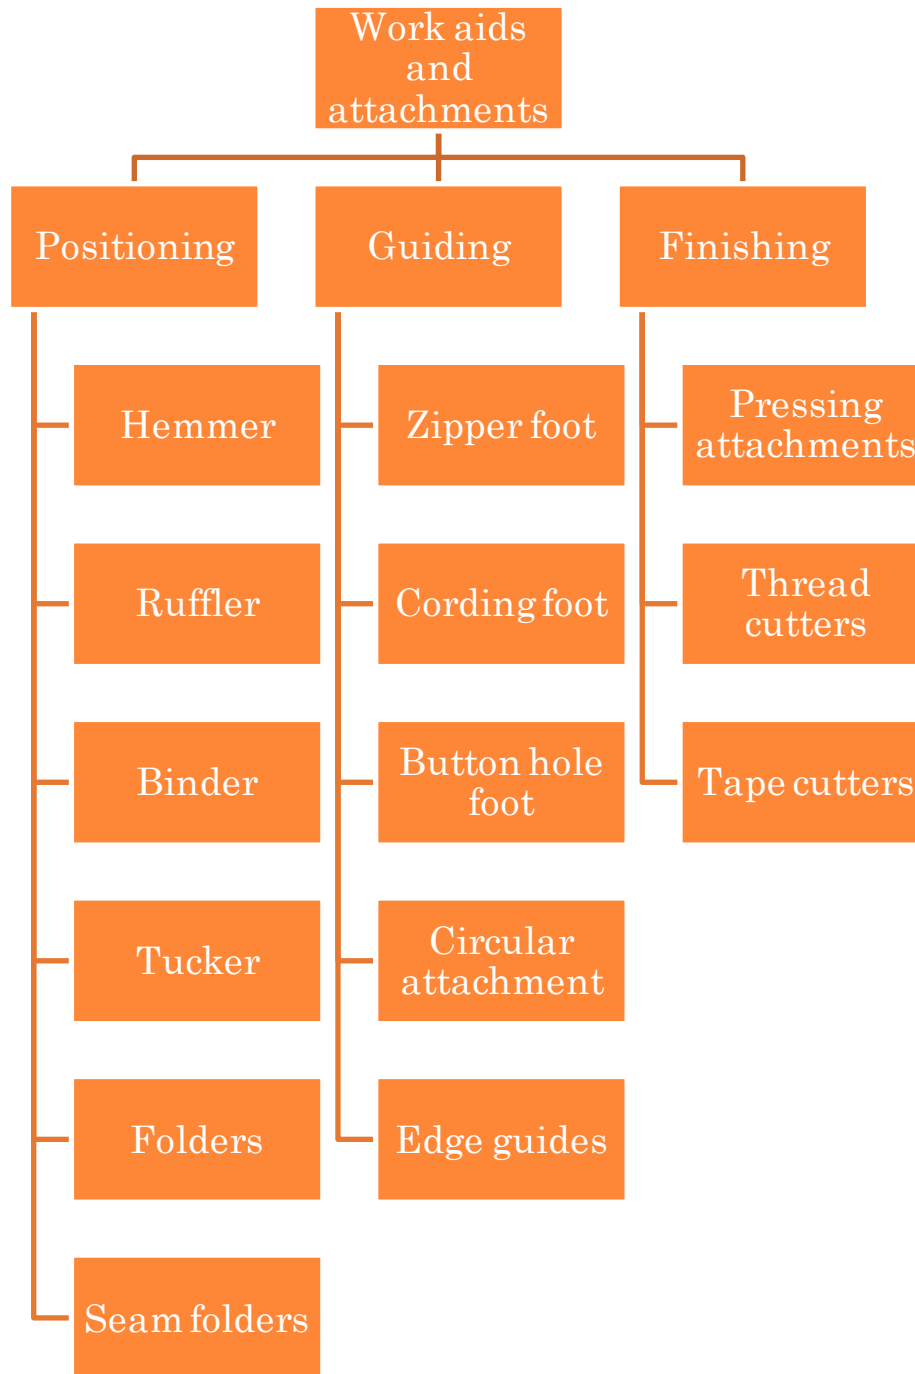 Work aids
and
attachments
Positioning
Guiding
Finishing
Hemmer
Zipper foot
Pressing
attachments
Ruffler
Cording foot
Thread
cutters
Binder
Button hole
foot
Tape cutters
Tucker
Circular
attachment
Folders
Edge guides
Seam folders